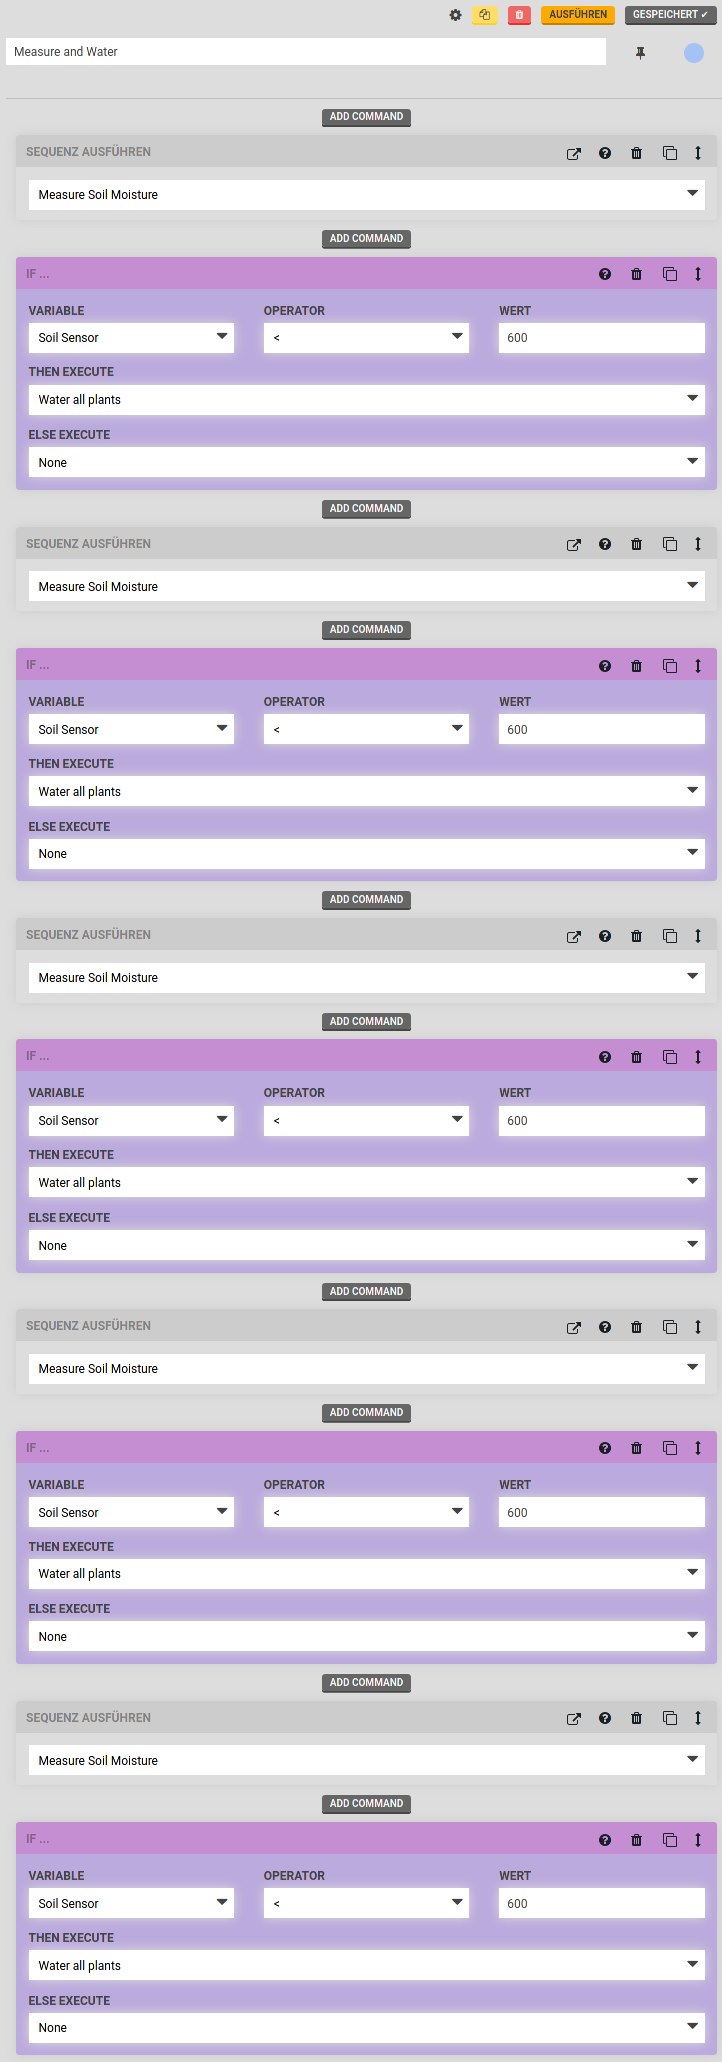 AUSFÜHREN GESPEICHERT ✓
Measure and Water
ADD COMMAND
SEQUENZ AUSFÜHREN
Measure Soil Moisture
ADD COMMAND
IF ...
VARIABLE OPERATOR WERT
Soil Sensor < 600
THEN EXECUTE
Water all plants
ELSE EXECUTE
None
ADD COMMAND
SEQUENZ AUSFÜHREN
Measure Soil Moisture
ADD COMMAND
IF ...
VARIABLE OPERATOR WERT
Soil Sensor < 600
THEN EXECUTE
Water all plants
ELSE EXECUTE
None
ADD COMMAND
SEQUENZ AUSFÜHREN
Measure Soil Moisture
ADD COMMAND
IF ...
VARIABLE OPERATOR WERT
Soil Sensor < 600
THEN EXECUTE
Water all plants
ELSE EXECUTE
None
ADD COMMAND
SEQUENZ AUSFÜHREN
Measure Soil Moisture
ADD COMMAND
IF ...
VARIABLE OPERATOR WERT
Soil Sensor < 600
THEN EXECUTE
Water all plants
ELSE EXECUTE
None
ADD COMMAND
SEQUENZ AUSFÜHREN
Measure Soil Moisture
ADD COMMAND
IF ...
VARIABLE OPERATOR WERT
Soil Sensor < 600
THEN EXECUTE
Water all plants
ELSE EXECUTE
None